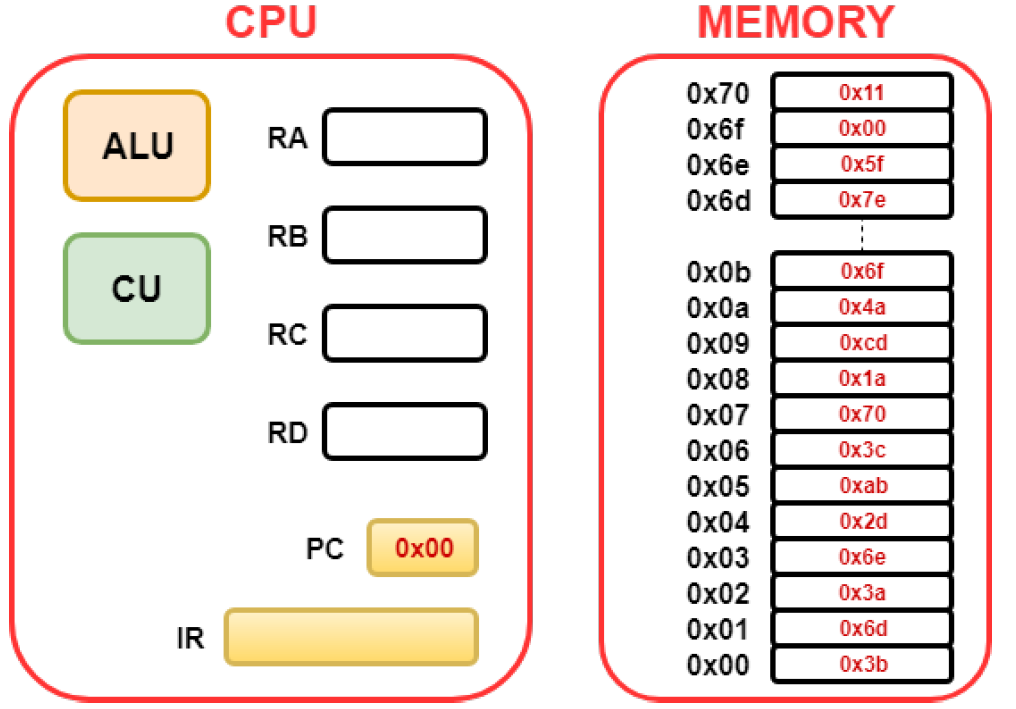 CPU
ALU
CU
RA
RB
RC
RD
PC 0x00
IR
MEMORY
0x70 0x11
0x6f 0x00
0x6e 0x5f
0x6d 0x7e
0x0b 0x6f
0x0a 0x4a
0x09 0xcd
0x08 0x1a
0x07 0x70
0x06 0x3c
0x05 0xab
0x04 0x2d
0x03 0x6e
0x02 0x3a
0x01 0x6d
0x00 0x3b